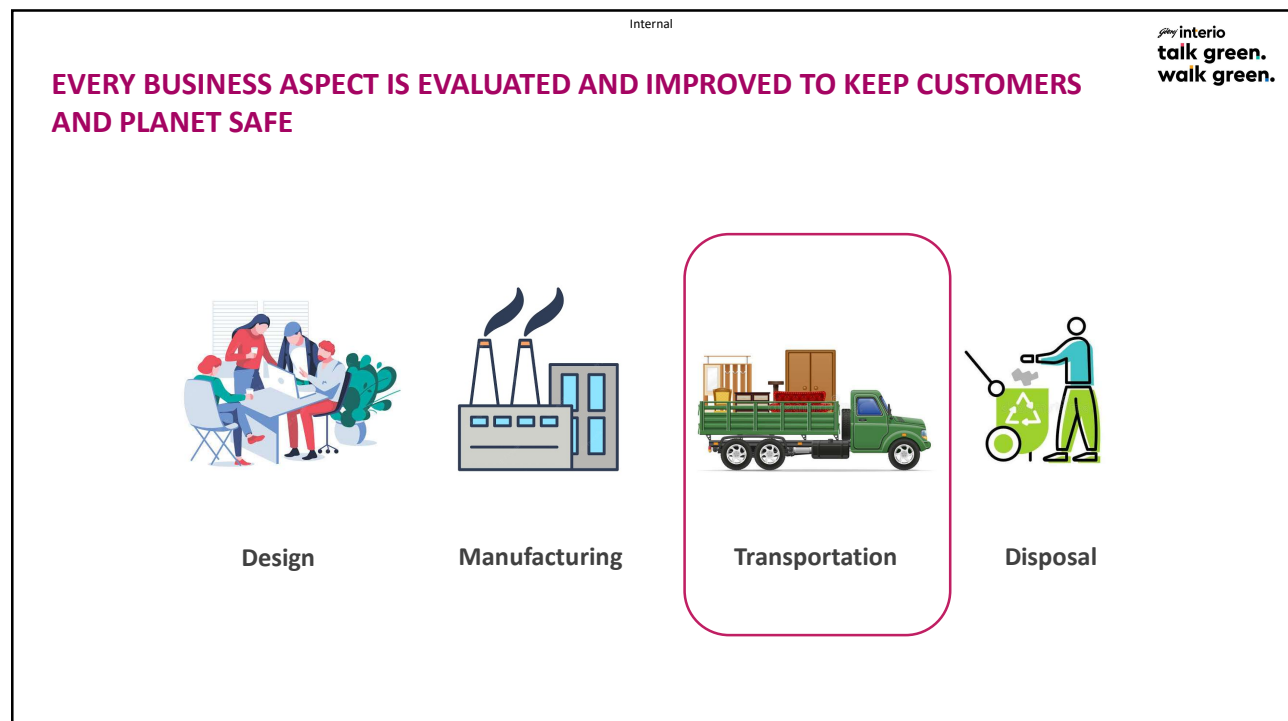 Internal
Godrej interio
talk green.
walk green.
EVERY BUSINESS ASPECT IS EVALUATED AND IMPROVED TO KEEP CUSTOMERS
AND PLANET SAFE
Design
Manufacturing
Transportation
Disposal